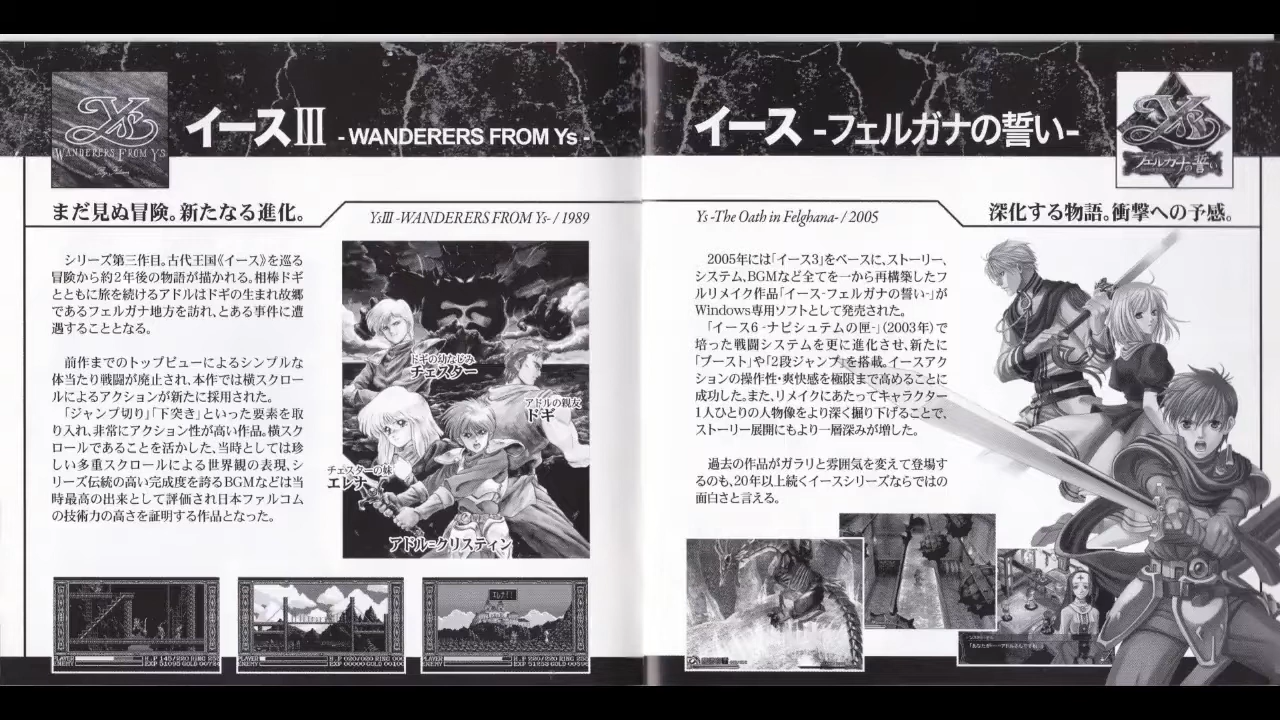 Ys
WANDERERS FROM YS
イースⅢ - WANDERERS FROM Ys -
まだ見ぬ冒険。新たなる進化。
YsⅢ -WANDERERS FROM Ys- / 1989
シリーズ第三作目。古代王国《イース》を巡る
冒険から約2年後の物語が描かれる。相棒ドギ
とともに旅を続けるアドルはドギの生まれ故郷
であるフェルガナ地方を訪れ、とある事件に遭
遇することとなる。
前作までのトップビューによるシンプルな
体当たり戦闘が廃止され、本作では横スクロー
ルによるアクションが新たに採用された。
「ジャンプ切り」「下突き」といった要素を取
り入れ、非常にアクション性が高い作品。横スク
ロールであることを活かした、当時としては珍
しい多重スクロールによる世界観の表現、シ
リーズ伝統の高い完成度を誇るBGMなどは当
時最高の出来として評価され日本ファルコム
の技術力の高さを証明する作品となった。
ドギの幼なじみ
チェスター
アドルの親友
ドギ
チェスターの妹
エレナ
アドル=クリスティン
PLAYER
ENEMY
PLAYER
ENEMY
エレナ!!
PLAYER
ENEMY
イース -フェルガナの誓い-
Ys
フェルガナの誓い
Ys -The Oath in Felghana- / 2005
深化する物語。衝撃への予感。
2005年には「イース3」をベースに、ストーリー、
システム、BGMなど全てを一から再構築したフ
ルリメイク作品「イース-フェルガナの誓い-」が
Windows専用ソフトとして発売された。
「イース6 -ナピシュテムの匣-」(2003年)で
培った戦闘システムを更に進化させ、新たに
「ブースト」や「2段ジャンプ」を搭載。イースアク
ションの操作性・爽快感を極限まで高めることに
成功した。また、リメイクにあたってキャラクター
1人ひとりの人物像をより深く掘り下げることで、
ストーリー展開にもより一層深みが増した。
過去の作品がガラリと雰囲気を変えて登場す
るのも、20年以上続くイースシリーズならではの
面白さと言える。